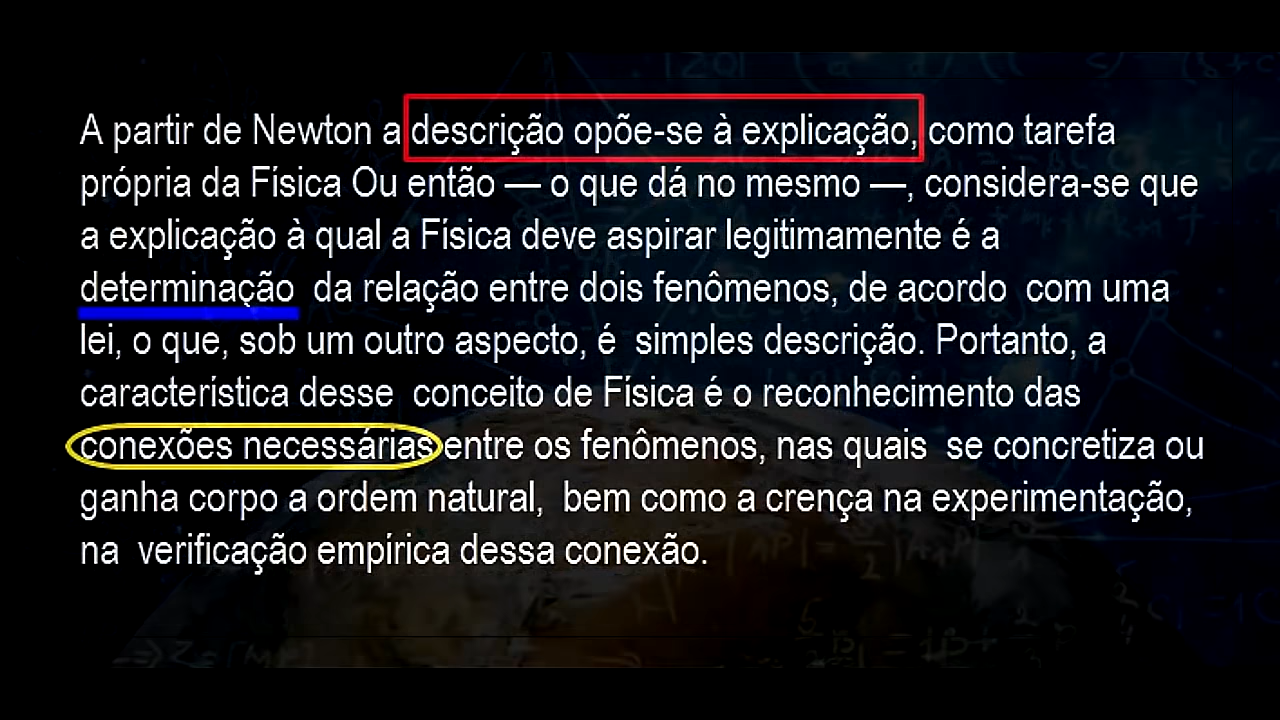 A partir de Newton a descrição opõe-se à explicação, como tarefa
própria da Física Ou então — o que dá no mesmo —, considera-se que
a explicação à qual a Física deve aspirar legitimamente é a
determinação da relação entre dois fenômenos, de acordo com uma
lei, o que, sob um outro aspecto, é simples descrição. Portanto, a
característica desse conceito de Física é o reconhecimento das
conexões necessárias entre os fenômenos, nas quais se concretiza ou
ganha corpo a ordem natural, bem como a crença na experimentação,
na verificação empírica dessa conexão.